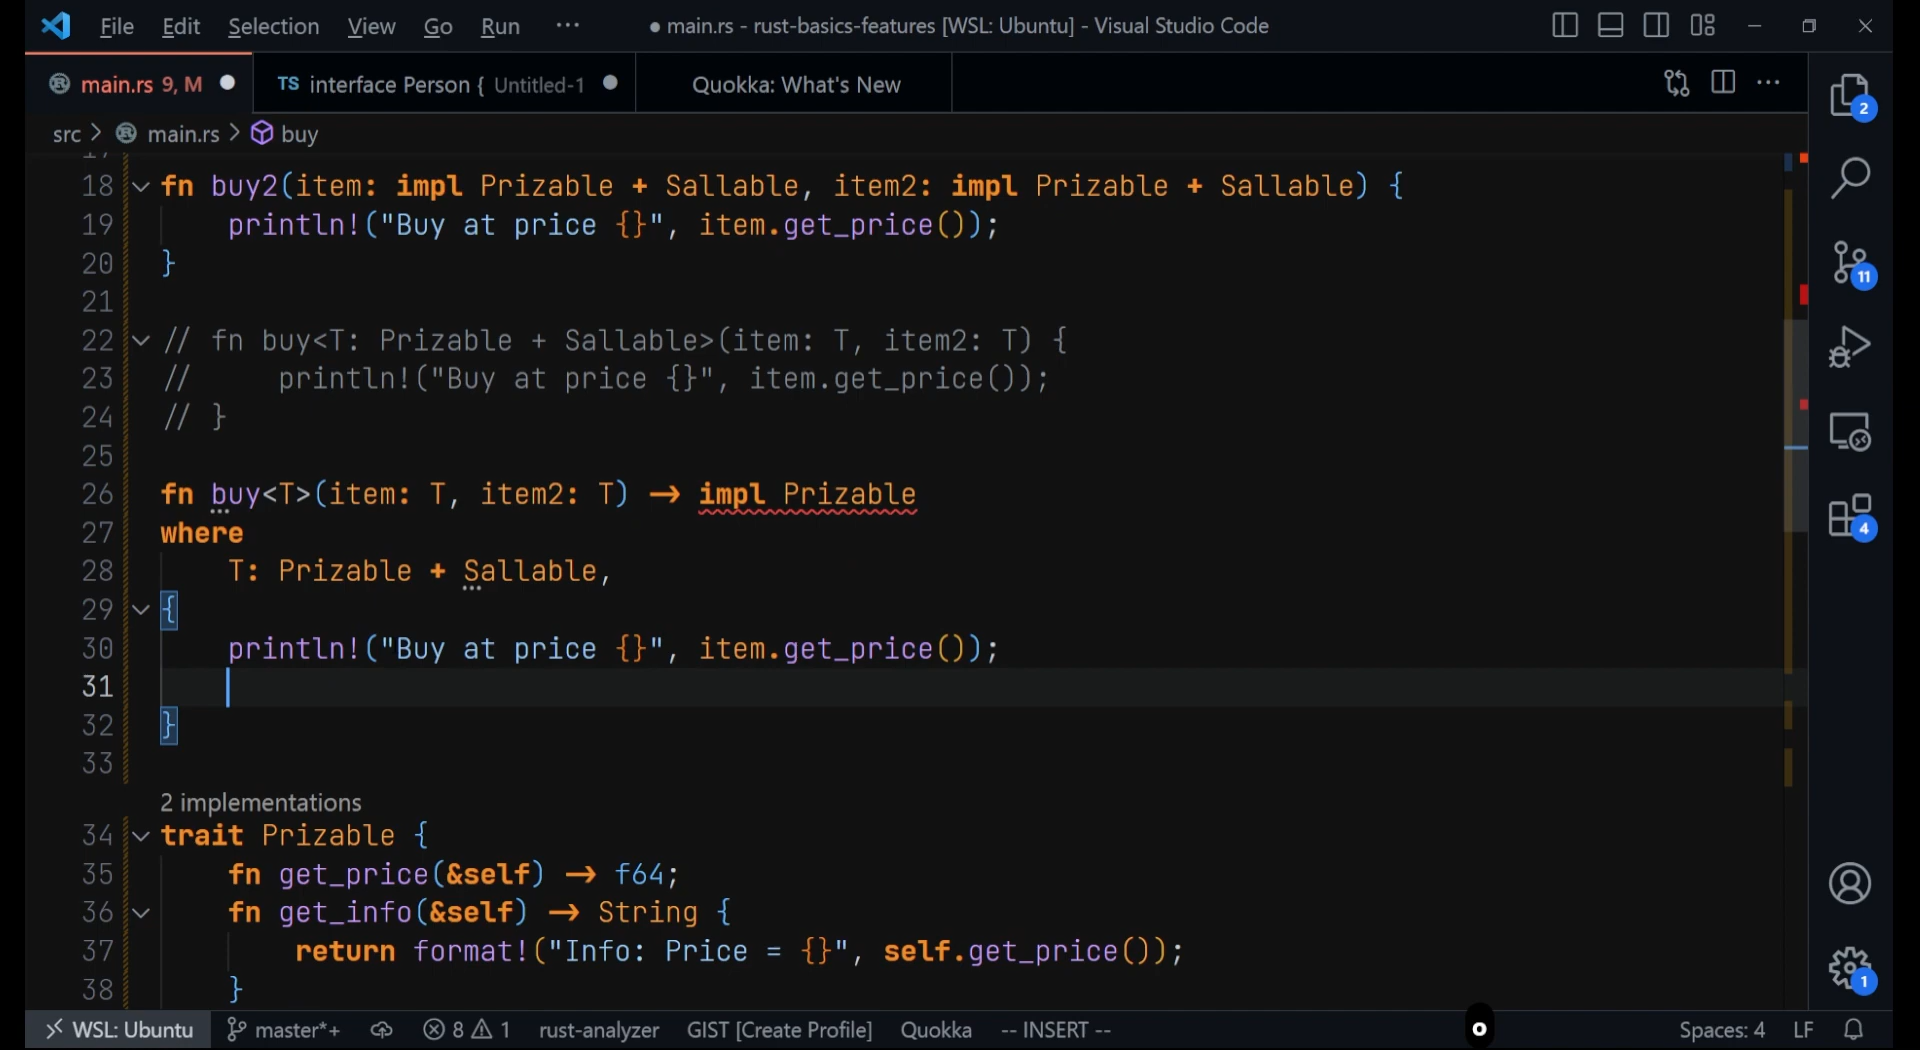 File Edit Selection View Go Run ··· ● main.rs - rust-basics-features [WSL: Ubuntu] - Visual Studio Code
main.rs 9, M TS interface Person { Untitled-1 Quokka: What's New
src > main.rs > buy
18 fn buy2(item: impl Prizable + Sallable, item2: impl Prizable + Sallable) {
19 println!("Buy at price {}", item.get_price());
20 }
21
22 // fn buy<T: Prizable + Sallable>(item: T, item2: T) {
23 // println!("Buy at price {}", item.get_price());
24 // }
25
26 fn buy<T>(item: T, item2: T) → impl Prizable
27 where
28 T: Prizable + Sallable,
29 {
30 println!("Buy at price {}", item.get_price());
31
32 }
33
2 implementations
34 trait Prizable {
35 fn get_price(&self) → f64;
36 fn get_info(&self) → String {
37 return format!("Info: Price = {}", self.get_price());
38 }
2
11
4
1
WSL: Ubuntu master*+ 8 1 rust-analyzer GIST [Create Profile] Quokka -- INSERT -- o Spaces: 4 LF